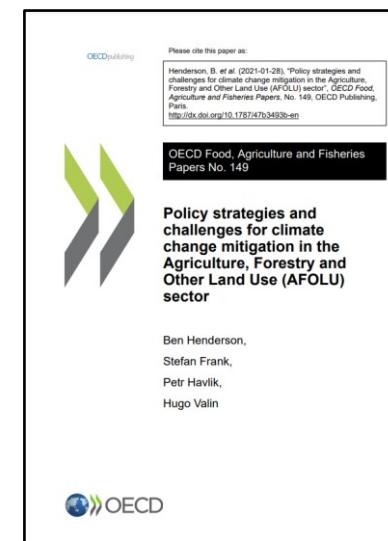 OECDpublishing
Please cite this paper as:
Henderson, B. et al. (2021-01-28), "Policy strategies and
challenges for climate change mitigation in the Agriculture,
Forestry and Other Land Use (AFOLU) sector", OECD Food,
Agriculture and Fisheries Papers, No. 149, OECD Publishing,
Paris.
http://dx.doi.org/10.1787/47b3493b-en
OECD Food, Agriculture and Fisheries
Papers No. 149
Policy strategies and
challenges for climate
change mitigation in the
Agriculture, Forestry and
Other Land Use (AFOLU)
sector
Ben Henderson,
Stefan Frank,
Petr Havlik,
Hugo Valin
OECD